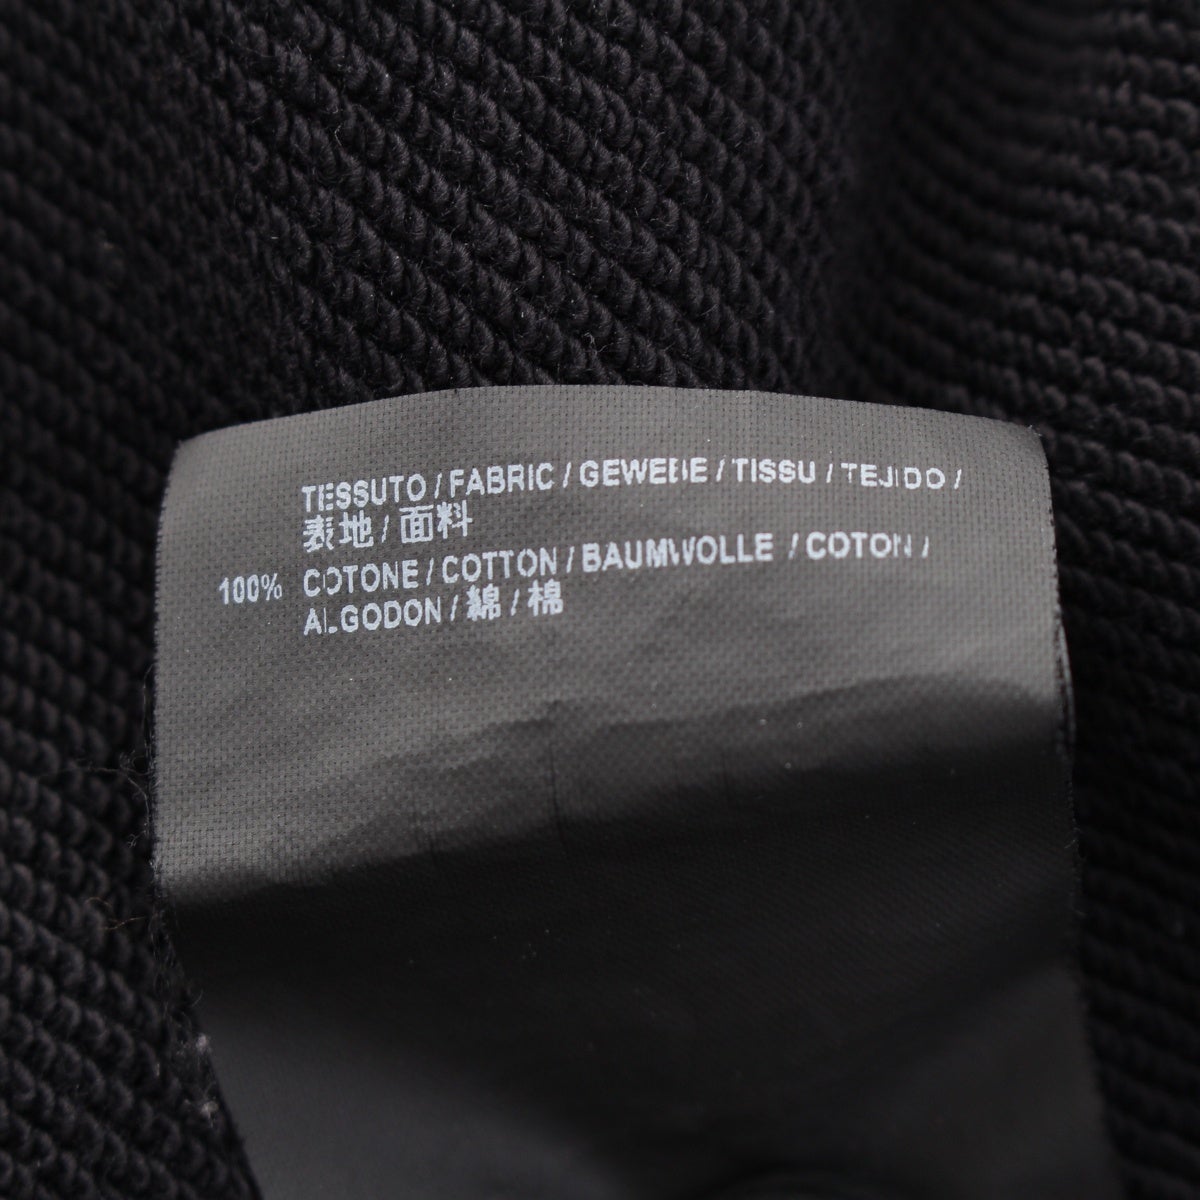 TESSUTO / FABRIC / GEWEBE / TISSU / TEJIDO /
表地 / 面料
100% COTONE / COTTON / BAUMWOLLE / COTON /
ALGODON / 綿 / 棉